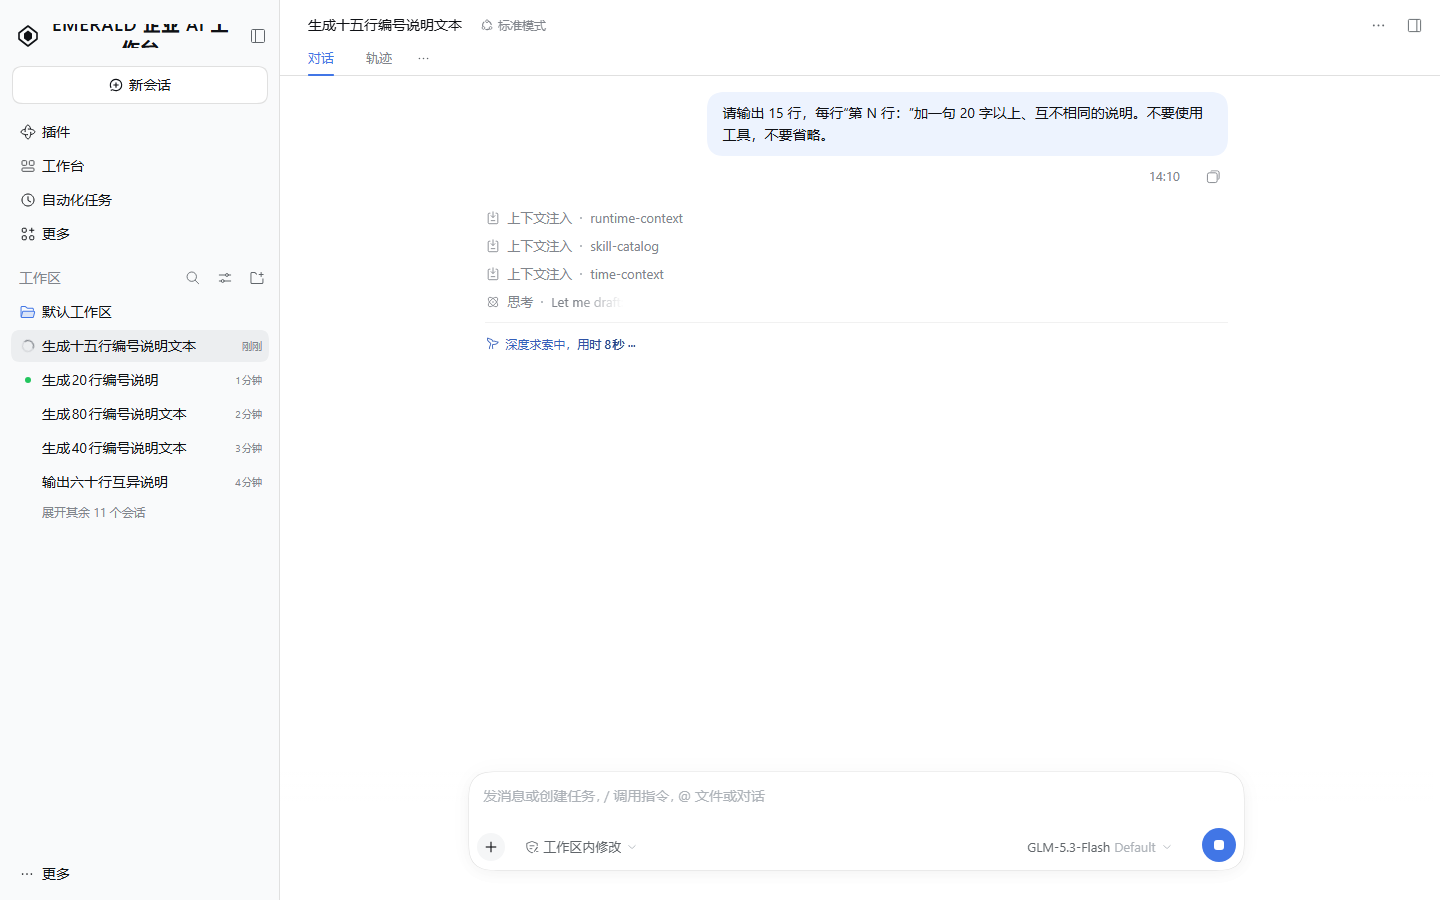 EMERALD 企业 AI 工作台
新会话
插件
工作台
自动化任务
更多
工作区
默认工作区
生成十五行编号说明文本 刚刚
生成20行编号说明 1分钟
生成80行编号说明文本 2分钟
生成40行编号说明文本 3分钟
输出六十行互异说明 4分钟
展开其余 11 个会话
··· 更多
生成十五行编号说明文本 标准模式
对话 轨迹 ···
请输出 15 行，每行“第 N 行：”加一句 20 字以上、互不相同的说明。不要使用
工具，不要省略。
14:10
上下文注入 · runtime-context
上下文注入 · skill-catalog
上下文注入 · time-context
思考 · Let me draft
深度求索中，用时 8秒 ···
发消息或创建任务, / 调用指令, @ 文件或对话
工作区内修改
GLM-5.3-Flash Default